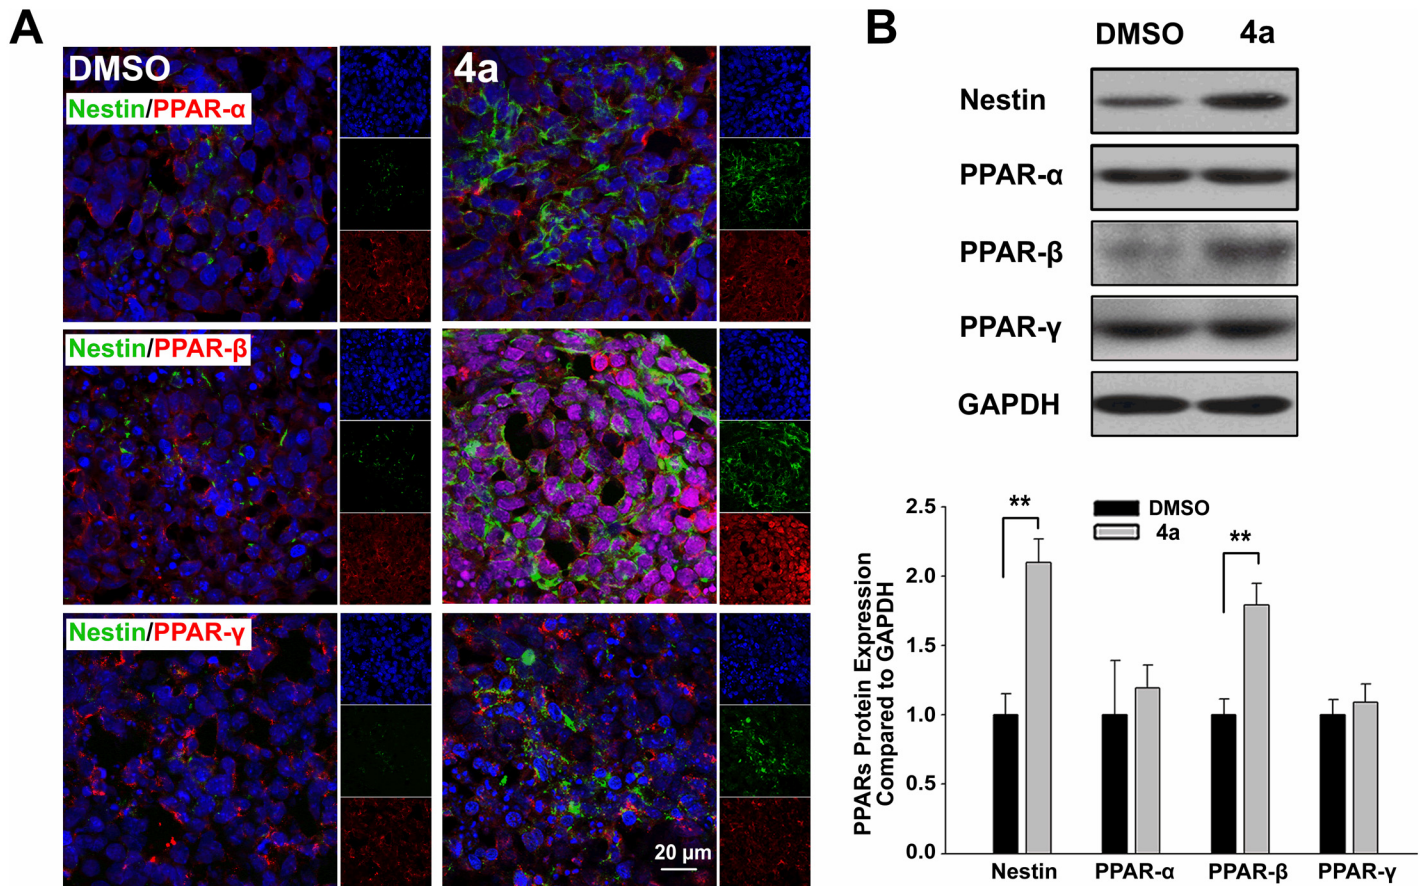 A
DMSO
Nestin/PPAR-α
4a
Nestin/PPAR-β
Nestin/PPAR-γ
20 μm
B
DMSO 4a
Nestin
PPAR-α
PPAR-β
PPAR-γ
GAPDH
PPARs Protein Expression
Compared to GAPDH
2.5
2.0
1.5
1.0
0.5
0.0
DMSO
4a
**
**
Nestin PPAR-α PPAR-β PPAR-γ